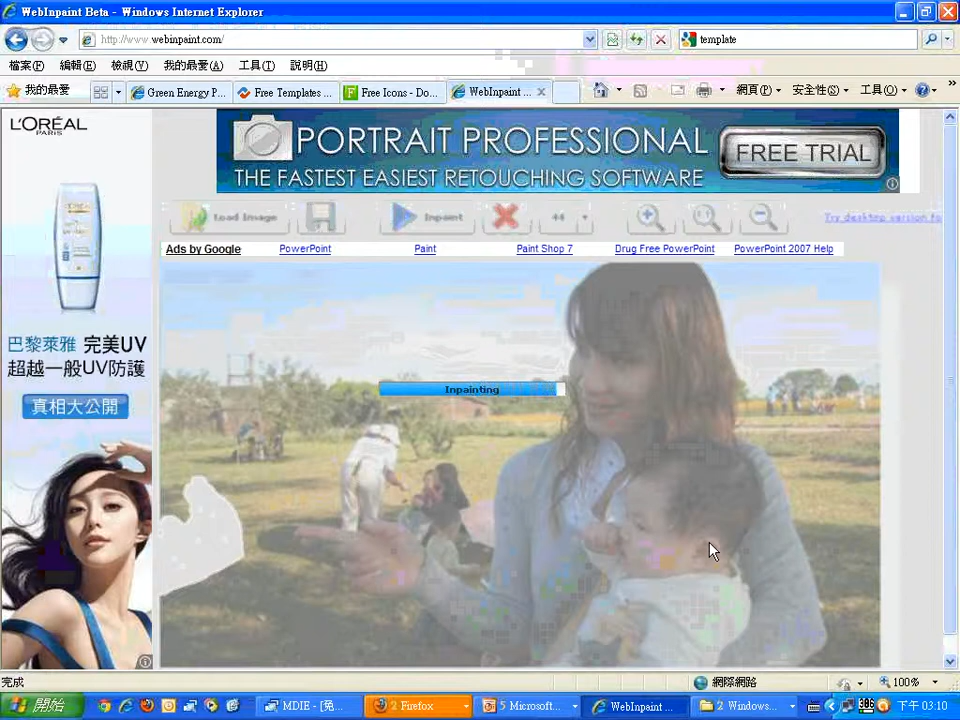 WebInpaint Beta - Windows Internet Explorer
http://www.webinpaint.com/
template
檔案(F) 編輯(E) 檢視(V) 我的最愛(A) 工具(T) 說明(H)
我的最愛 Green Energy P... Free Templates ... Free Icons - Do... WebInpaint ... 網頁(P) 安全性(S) 工具(O)
L'ORÉAL
PARIS
PORTRAIT PROFESSIONAL
THE FASTEST EASIEST RETOUCHING SOFTWARE
FREE TRIAL
Load Image Inpaint 44 Try desktop version fo
Ads by Google PowerPoint Paint Paint Shop 7 Drug Free PowerPoint PowerPoint 2007 Help
巴黎萊雅 完美UV
超越一般UV防護
真相大公開
Inpainting
完成 網際網路 100%
開始 MDIE - [免... 2 Firefox 5 Microsoft... WebInpaint ... 2 Windows... 下午 03:10